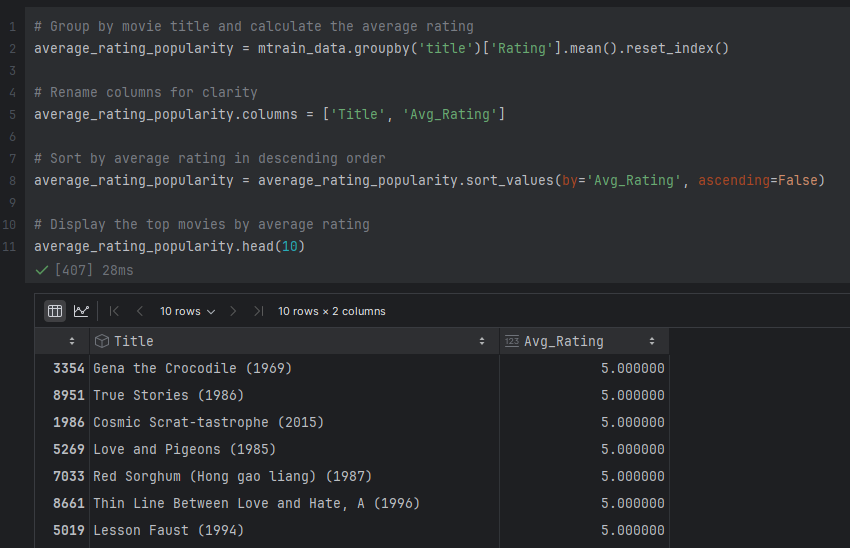 1 # Group by movie title and calculate the average rating
2 average_rating_popularity = mtrain_data.groupby('title')['Rating'].mean().reset_index()
3
4 # Rename columns for clarity
5 average_rating_popularity.columns = ['Title', 'Avg_Rating']
6
7 # Sort by average rating in descending order
8 average_rating_popularity = average_rating_popularity.sort_values(by='Avg_Rating', ascending=False)
9
10 # Display the top movies by average rating
11 average_rating_popularity.head(10)
[407] 28ms
10 rows 10 rows × 2 columns
Title 123 Avg_Rating
3354 Gena the Crocodile (1969) 5.000000
8951 True Stories (1986) 5.000000
1986 Cosmic Scrat-tastrophe (2015) 5.000000
5269 Love and Pigeons (1985) 5.000000
7033 Red Sorghum (Hong gao liang) (1987) 5.000000
8661 Thin Line Between Love and Hate, A (1996) 5.000000
5019 Lesson Faust (1994) 5.000000